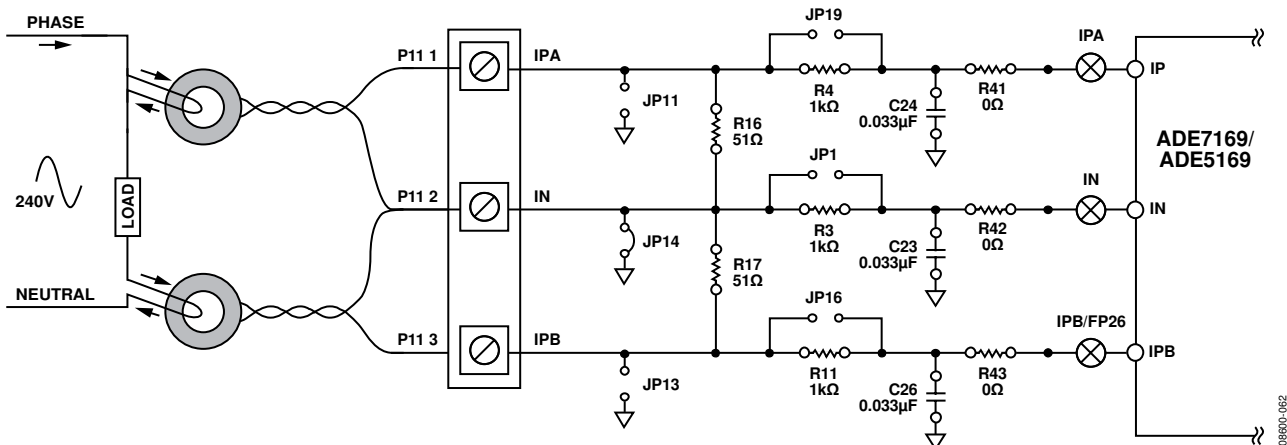 PHASE
P11 1
IPA
JP19
IPA
IP
JP11
R4
1kΩ
C24
0.033µF
R41
0Ω
R16
51Ω
ADE7169/
ADE5169
240V
LOAD
P11 2
IN
JP1
IN
IN
JP14
R3
1kΩ
C23
0.033µF
R42
0Ω
R17
51Ω
NEUTRAL
P11 3
IPB
JP16
IPB/FP26
IPB
JP13
R11
1kΩ
C26
0.033µF
R43
0Ω
08600-062